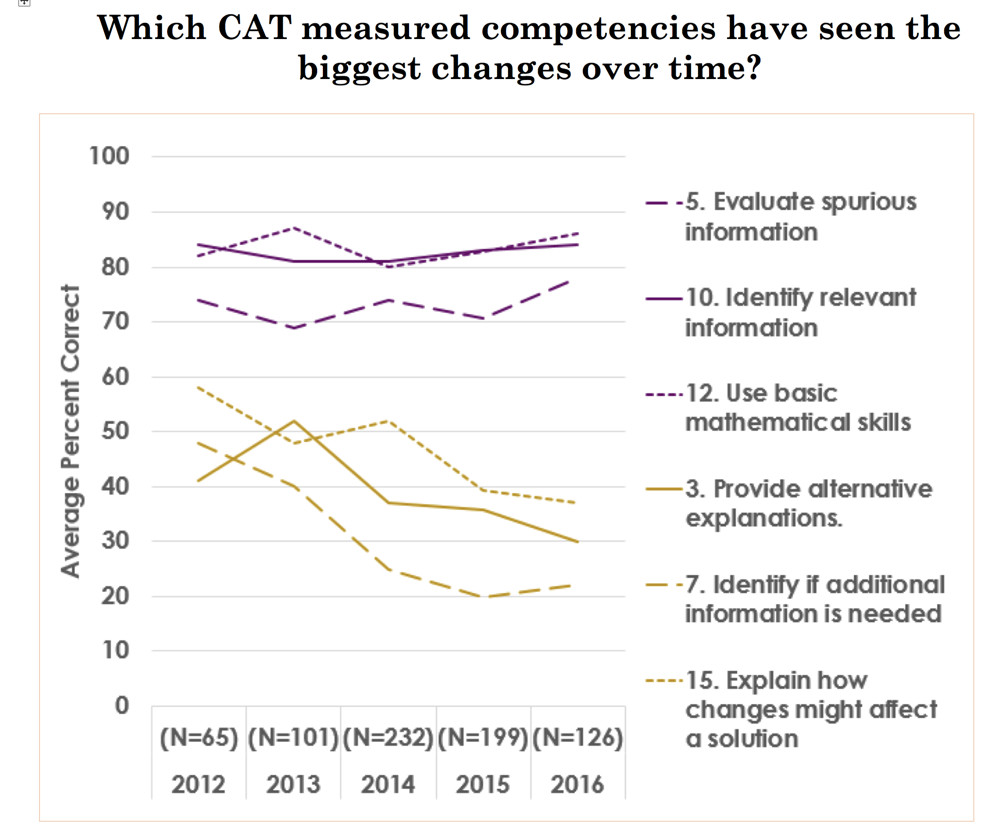 Which CAT measured competencies have seen the
biggest changes over time?
100
90
80
70
60
50
40
30
20
10
0
Average Percent Correct
(N=65) (N=101) (N=232) (N=199) (N=126)
2012 2013 2014 2015 2016
5. Evaluate spurious
information
10. Identify relevant
information
12. Use basic
mathematical skills
3. Provide alternative
explanations.
7. Identify if additional
information is needed
15. Explain how
changes might affect
a solution